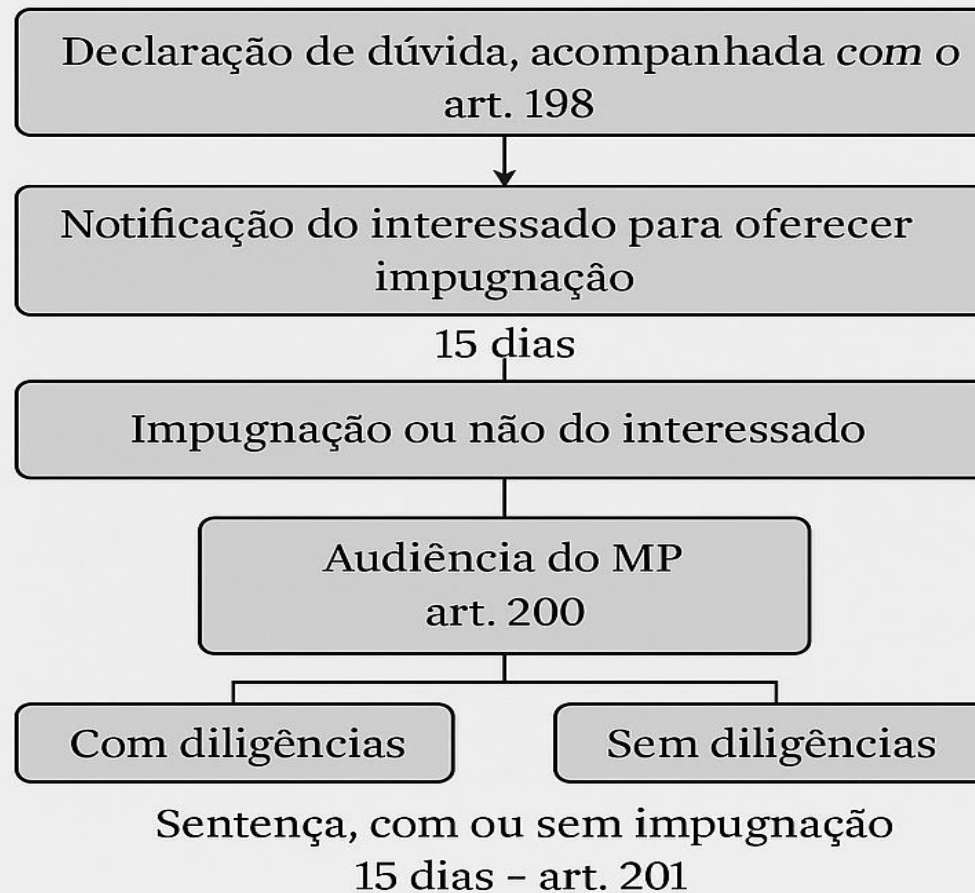 Declaração de dúvida, acompanhada com o
art. 198
Notificação do interessado para oferecer
impugnaçâo
15 dias
Impugnação ou não do interessado
Audiência do MP
art. 200
Com diligências
Sem diligências
Sentença, com ou sem impugnação
15 dias – art. 201